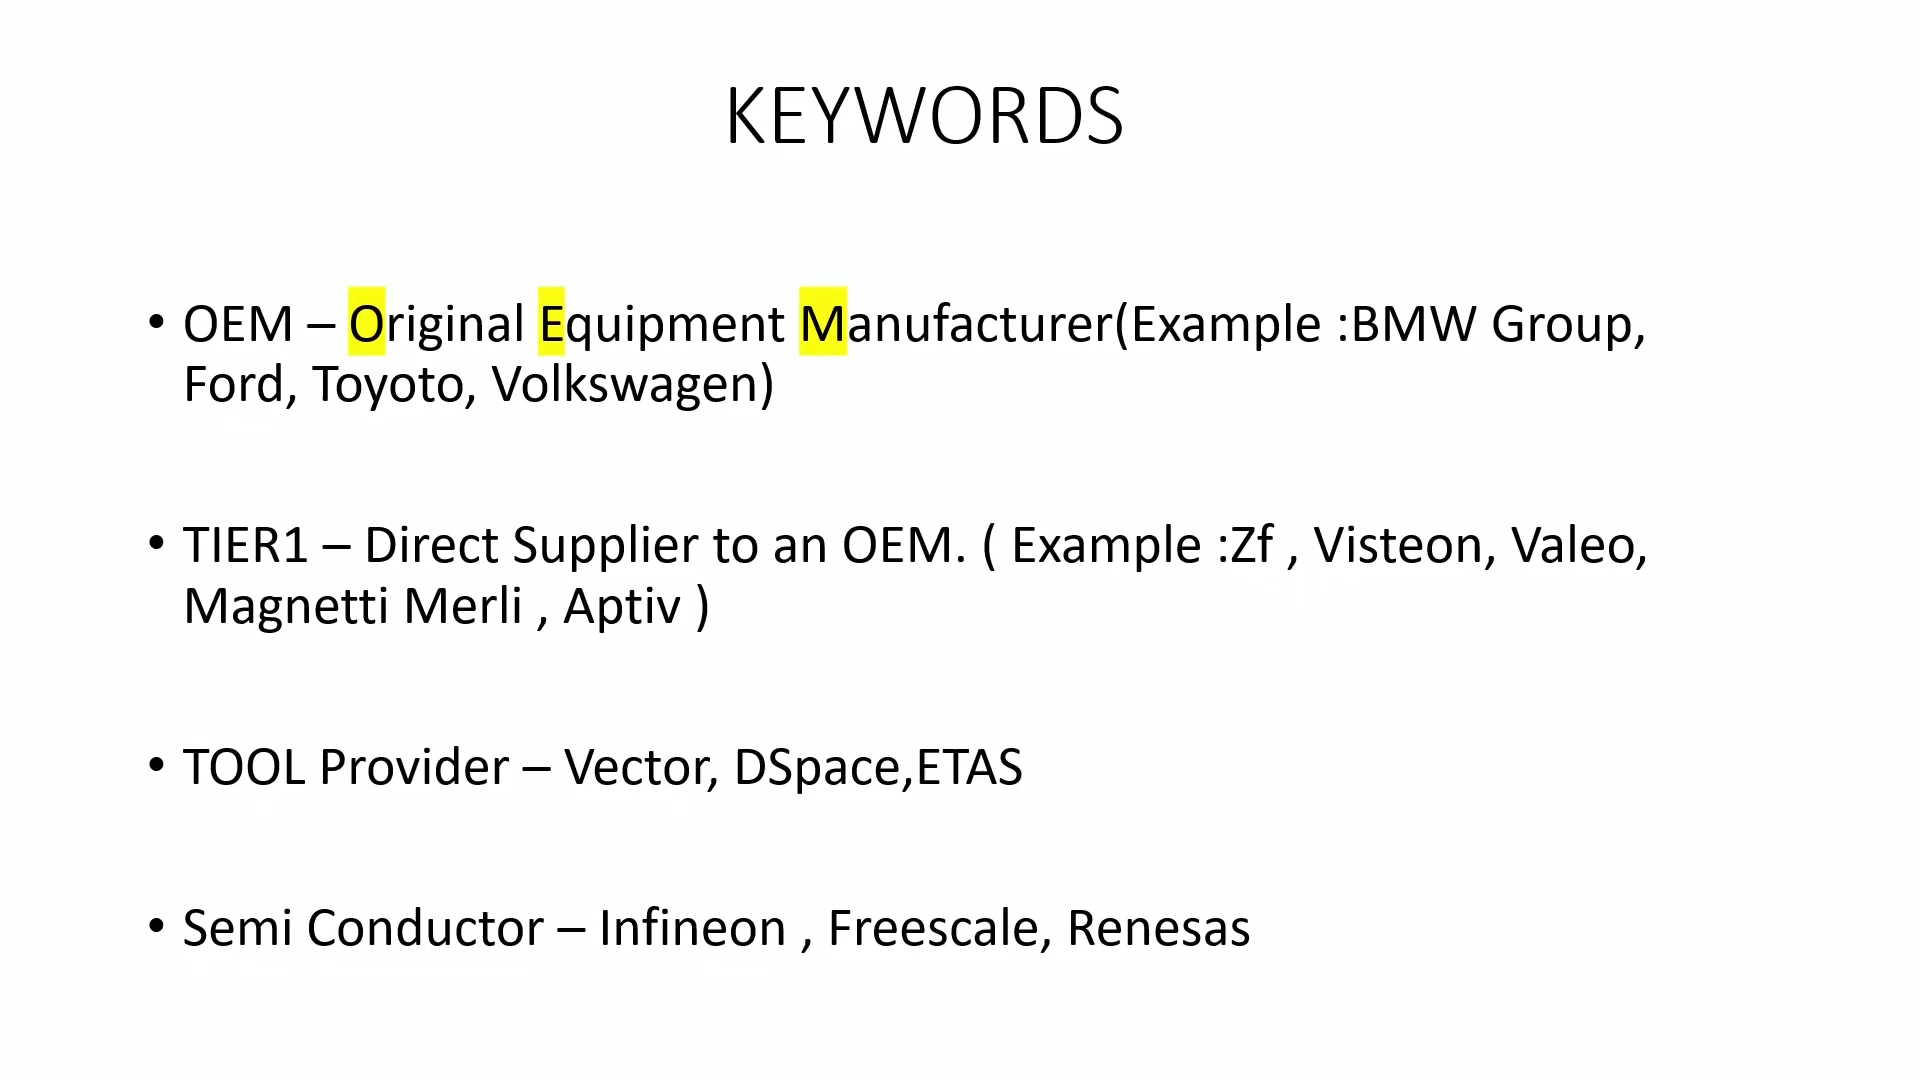 KEYWORDS
• OEM – Original Equipment Manufacturer(Example :BMW Group,
Ford, Toyoto, Volkswagen)
• TIER1 – Direct Supplier to an OEM. ( Example :Zf , Visteon, Valeo,
Magnetti Merli , Aptiv )
• TOOL Provider – Vector, DSpace,ETAS
• Semi Conductor – Infineon , Freescale, Renesas